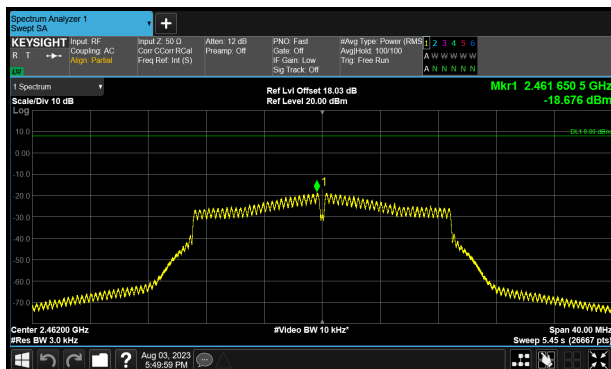 Spectrum Analyzer 1
Swept SA
+
KEYSIGHT
R T
LXI
Input: RF
Coupling: AC
Align: Partial
Input Z: 50 Ω
Corr CCorr RCal
Freq Ref: Int (S)
Atten: 12 dB
Preamp: Off
PNO: Fast
Gate: Off
IF Gain: Low
Sig Track: Off
#Avg Type: Power (RMS
Avg|Hold: 100/100
Trig: Free Run
1 2 3 4 5 6
A W W W W W
A N N N N N
1 Spectrum
Scale/Div 10 dB
Ref Lvl Offset 18.03 dB
Ref Level 20.00 dBm
Mkr1 2.461 650 5 GHz
-18.676 dBm
Log
DL1 8.00 dBm
10.0
0.00
-10.0
-20.0
-30.0
-40.0
-50.0
-60.0
-70.0
1
Center 2.46200 GHz
#Res BW 3.0 kHz
#Video BW 10 kHz*
Span 40.00 MHz
Sweep 5.45 s (26667 pts)
?
Aug 03, 2023
5:49:59 PM